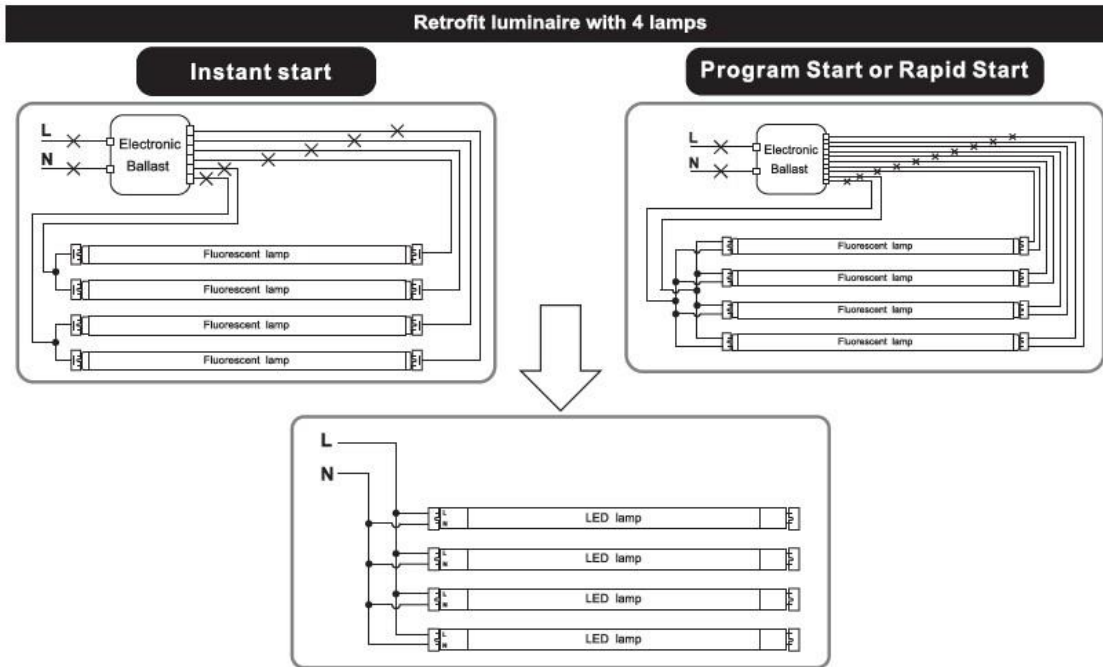 Retrofit luminaire with 4 lamps
Instant start
Program Start or Rapid Start
L
N
Electronic
Ballast
Fluorescent lamp
Fluorescent lamp
Fluorescent lamp
Fluorescent lamp
L
N
Electronic
Ballast
Fluorescent lamp
Fluorescent lamp
Fluorescent lamp
Fluorescent lamp
L
N
L
N
LED lamp
L
N
LED lamp
L
N
LED lamp
L
N
LED lamp